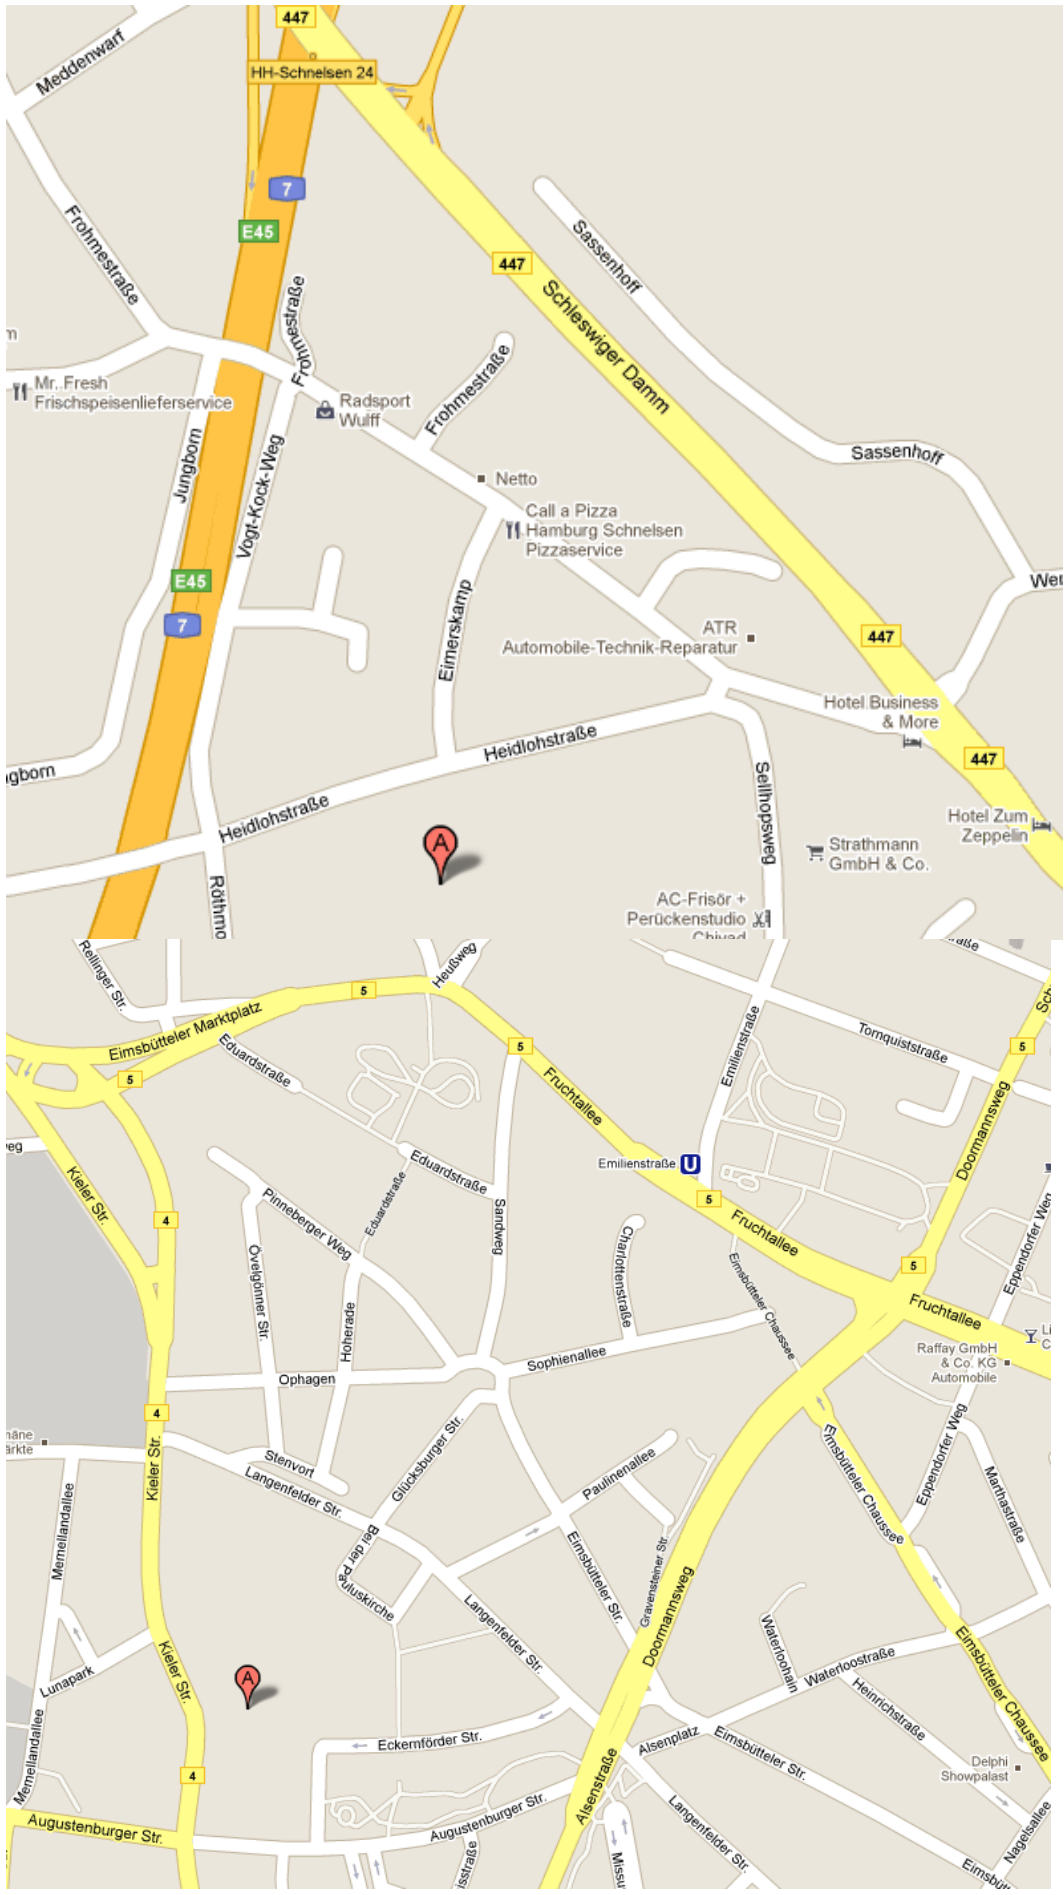 447
Meddenwarf
HH-Schnelsen 24
7
E45
Frohmestraße
Sassenhoff
447
Schleswiger Damm
Frohmestraße
Frohmestraße
Mr. Fresh
Frischspeisenlieferservice
Radsport
Wulff
Sassenhoff
Jungborn
Vogt-Kock-Weg
Netto
Call a Pizza
Hamburg Schnelsen
Pizzaservice
E45
7
Eimerskamp
ATR
Automobile-Technik-Reparatur
447
Hotel Business
& More
Heidlohstraße
447
Sellhopsweg
Heidlohstraße
A
Hotel Zum
Zeppelin
Strathmann
GmbH & Co.
AC-Frisör +
Perückenstudio
Rellinger Str.
Heußweg
5
Eimsbütteler Marktplatz
5
Eduardstraße
5
Fruchtallee
Emilienstraße
Tornquiststraße
5
Doormannsweg
Emilienstraße
U
5
Fruchtallee
Kieler Str.
4
Pinneberger Weg
Eduardstraße
Eduardstraße
Sandweg
Charlottenstraße
Eimsbütteler Chaussee
Eppendorfer Weg
5
Fruchtallee
Övelgönner Str.
Hoherade
Sophienallee
Raffay GmbH
& Co. KG
Automobile
Ophagen
4
Kieler Str.
Stenvort
Langenfelder Str.
Glücksburger Str.
Paulinenallee
Eimsbütteler Chaussee
Eppendorfer Weg
Marthastraße
Memellandallee
Bei der Pauluskirche
Eimsbütteler Str.
Gravensteiner Str.
Doormannsweg
Langenfelder Str.
Waterloohain
Waterloostraße
Eimsbütteler Chaussee
Heinrichstraße
Lunapark
Kieler Str.
A
Memellandallee
Eckernförder Str.
Alsenplatz
Eimsbütteler Str.
Delphi
Showpalast
4
Augustenburger Str.
Augustenburger Str.
Alsenstraße
Langenfelder Str.
Nagelsallee